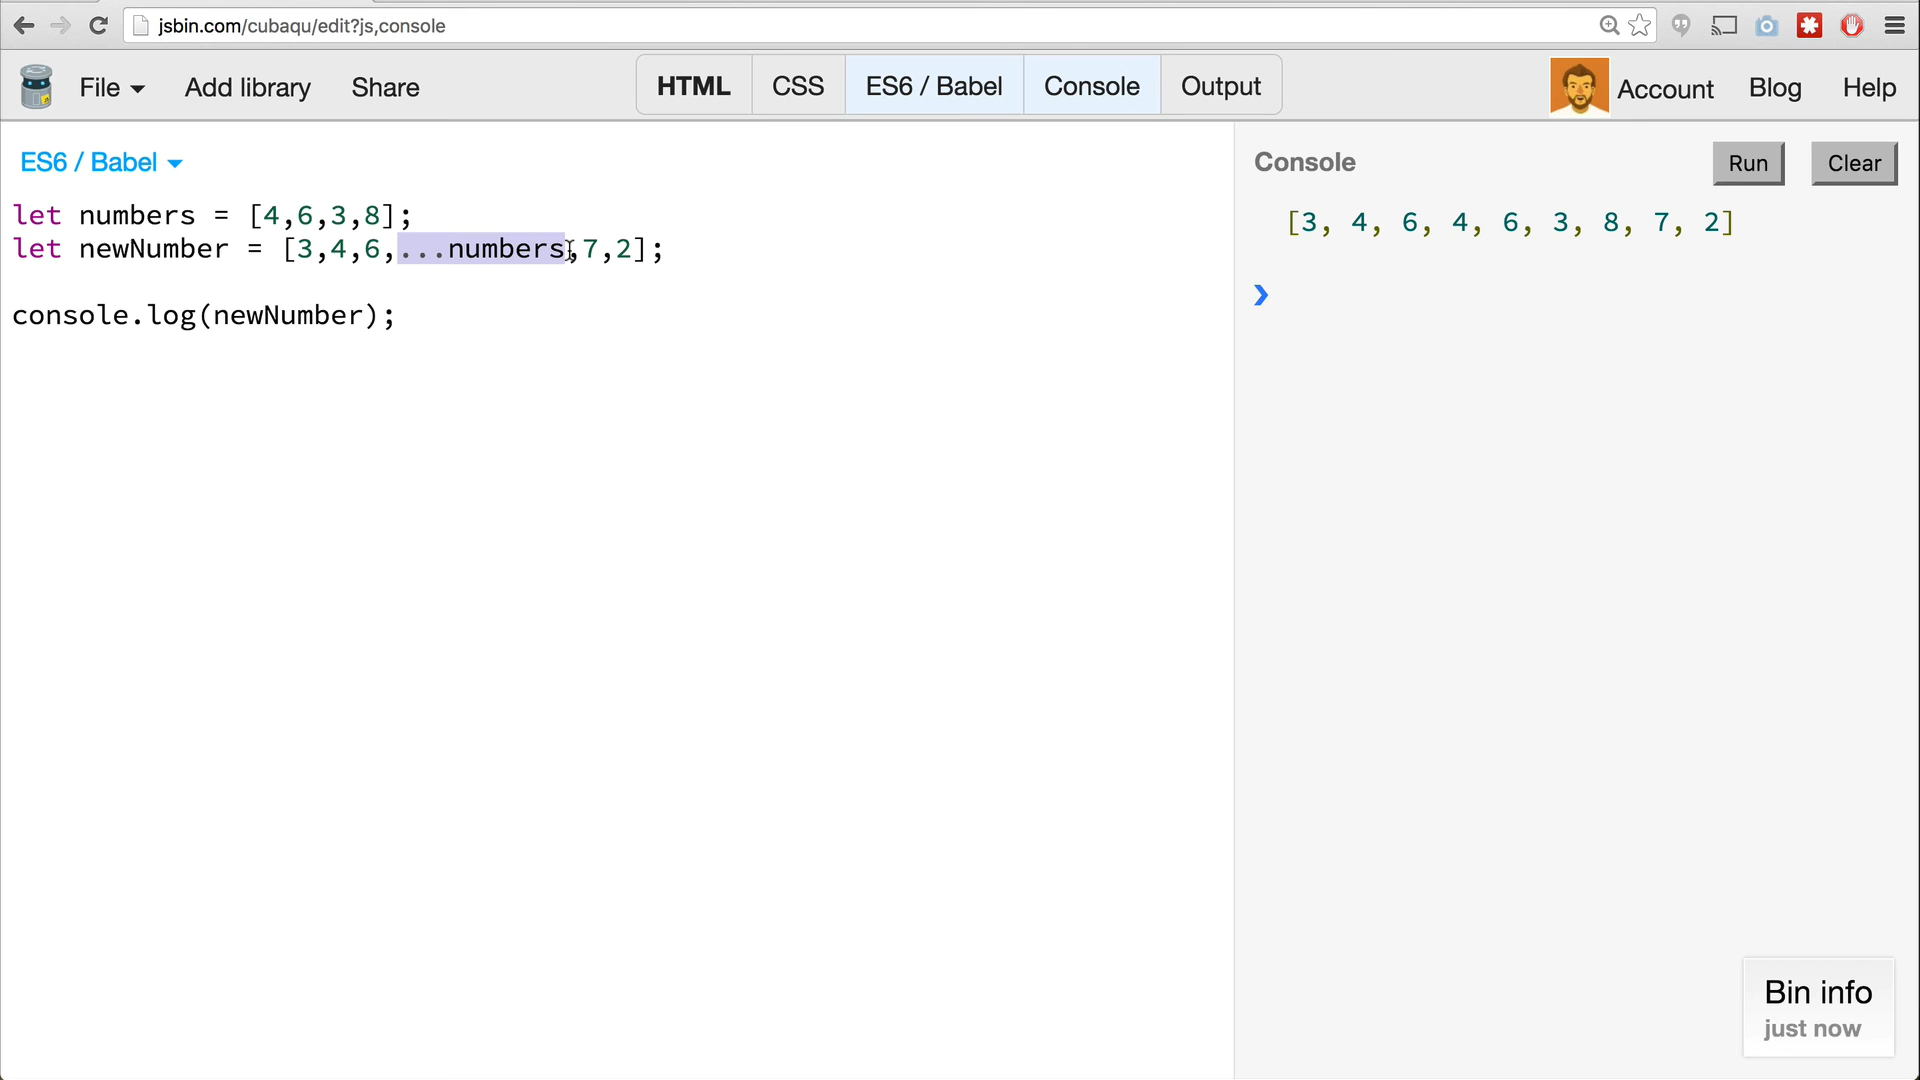 jsbin.com/cubaqu/edit?js,console
File Add library Share HTML CSS ES6 / Babel Console Output Account Blog Help
ES6 / Babel
let numbers = [4,6,3,8];
let newNumber = [3,4,6,...numbers,7,2];
console.log(newNumber);
Console Run Clear
[3, 4, 6, 4, 6, 3, 8, 7, 2]
Bin info
just now